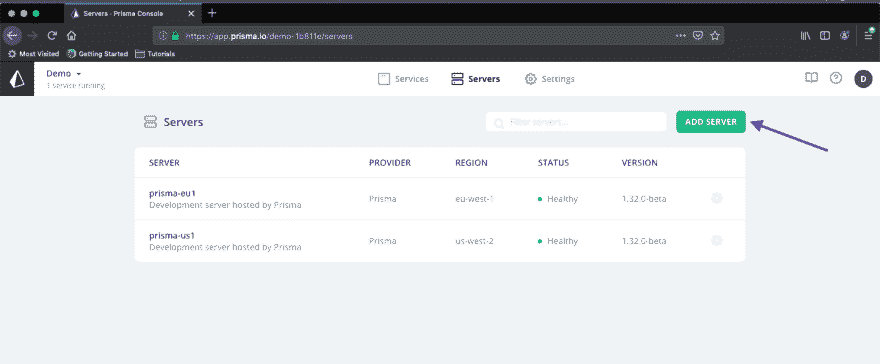 Servers · Prisma Console
https://app.prisma.io/demo-1b811e/servers
Most Visited Getting Started Tutorials
Demo
1 service running
Services Servers Settings
D
Servers
Filter servers...
ADD SERVER
SERVER PROVIDER REGION STATUS VERSION
prisma-eu1
Development server hosted by Prisma
Prisma eu-west-1 Healthy 1.32.0-beta
prisma-us1
Development server hosted by Prisma
Prisma us-west-2 Healthy 1.32.0-beta